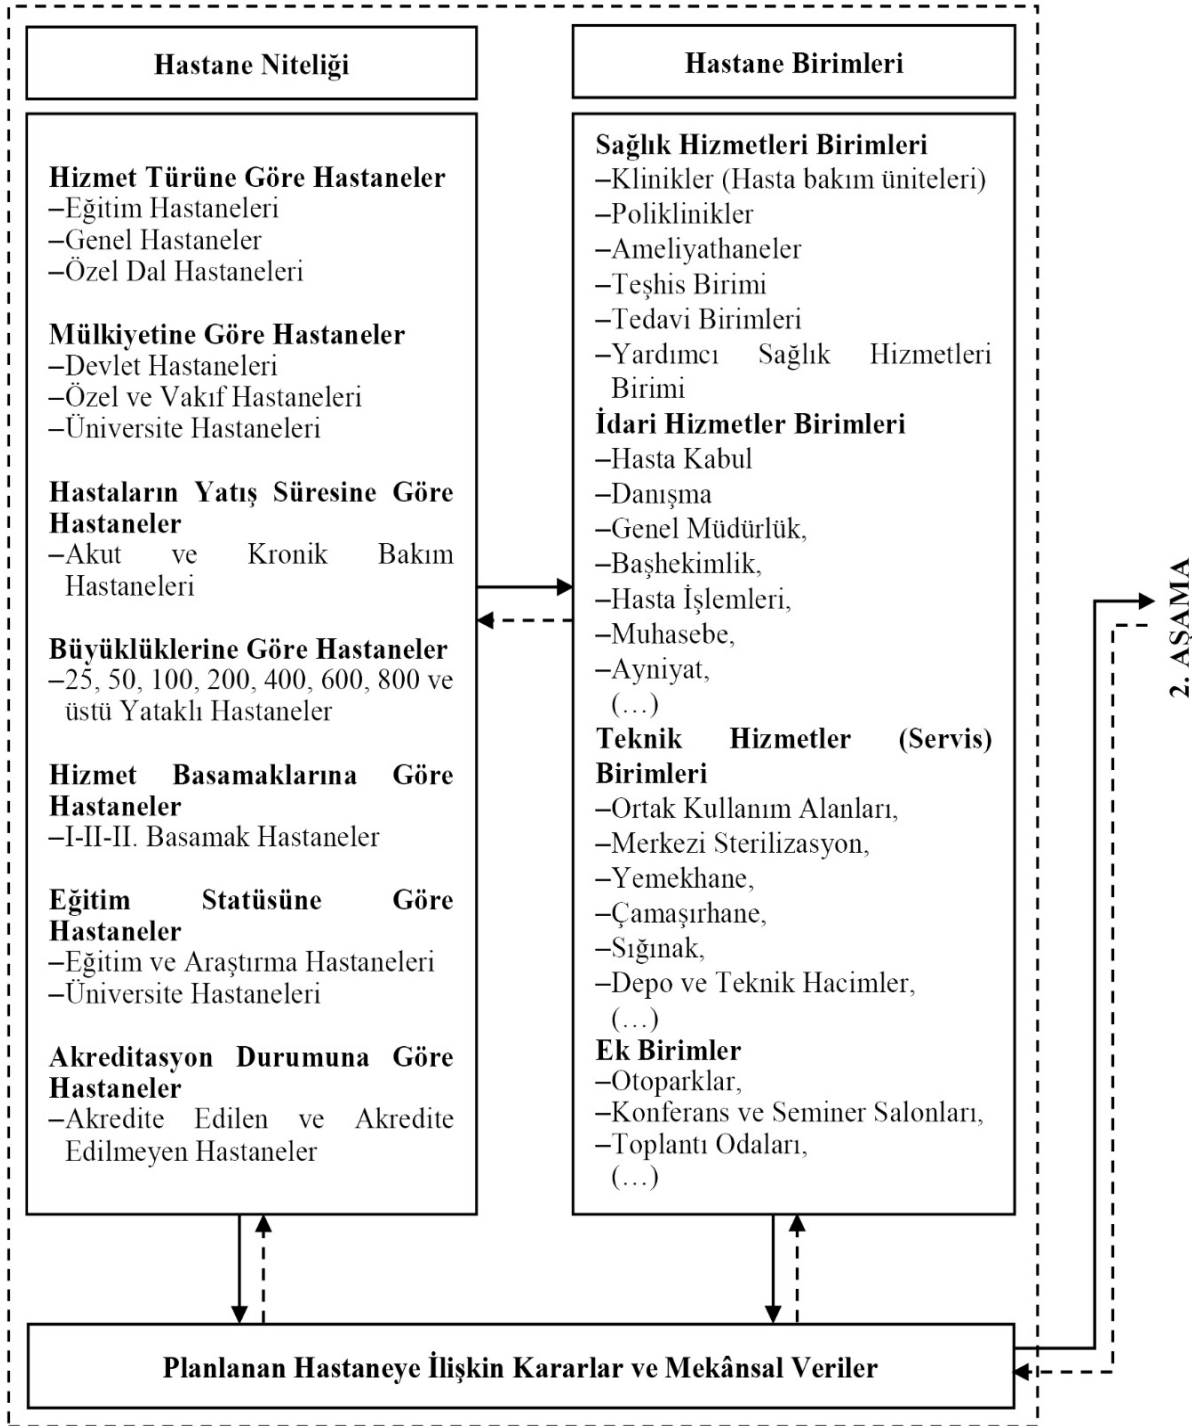 Hastane Niteliği
Hizmet Türüne Göre Hastaneler
–Eğitim Hastaneleri
–Genel Hastaneler
–Özel Dal Hastaneleri
Mülkiyetine Göre Hastaneler
–Devlet Hastaneleri
–Özel ve Vakıf Hastaneleri
–Üniversite Hastaneleri
Hastaların Yatış Süresine Göre
Hastaneler
–Akut ve Kronik Bakım
Hastaneleri
Büyüklüklerine Göre Hastaneler
–25, 50, 100, 200, 400, 600, 800 ve
üstü Yataklı Hastaneler
Hizmet Basamaklarına Göre
Hastaneler
–I-II-II. Basamak Hastaneler
Eğitim Statüsüne Göre
Hastaneler
–Eğitim ve Araştırma Hastaneleri
–Üniversite Hastaneleri
Akreditasyon Durumuna Göre
Hastaneler
–Akredite Edilen ve Akredite
Edilmeyen Hastaneler
Hastane Birimleri
Sağlık Hizmetleri Birimleri
–Klinikler (Hasta bakım üniteleri)
–Poliklinikler
–Ameliyathaneler
–Teşhis Birimi
–Tedavi Birimleri
–Yardımcı Sağlık Hizmetleri
Birimi
İdari Hizmetler Birimleri
–Hasta Kabul
–Danışma
–Genel Müdürlük,
–Başhekimlik,
–Hasta İşlemleri,
–Muhasebe,
–Ayniyat,
(…)
Teknik Hizmetler (Servis)
Birimleri
–Ortak Kullanım Alanları,
–Merkezi Sterilizasyon,
–Yemekhane,
–Çamaşırhane,
–Sığınak,
–Depo ve Teknik Hacimler,
(…)
Ek Birimler
–Otoparklar,
–Konferans ve Seminer Salonları,
–Toplantı Odaları,
(…)
Planlanan Hastaneye İlişkin Kararlar ve Mekânsal Veriler
2. AŞAMA